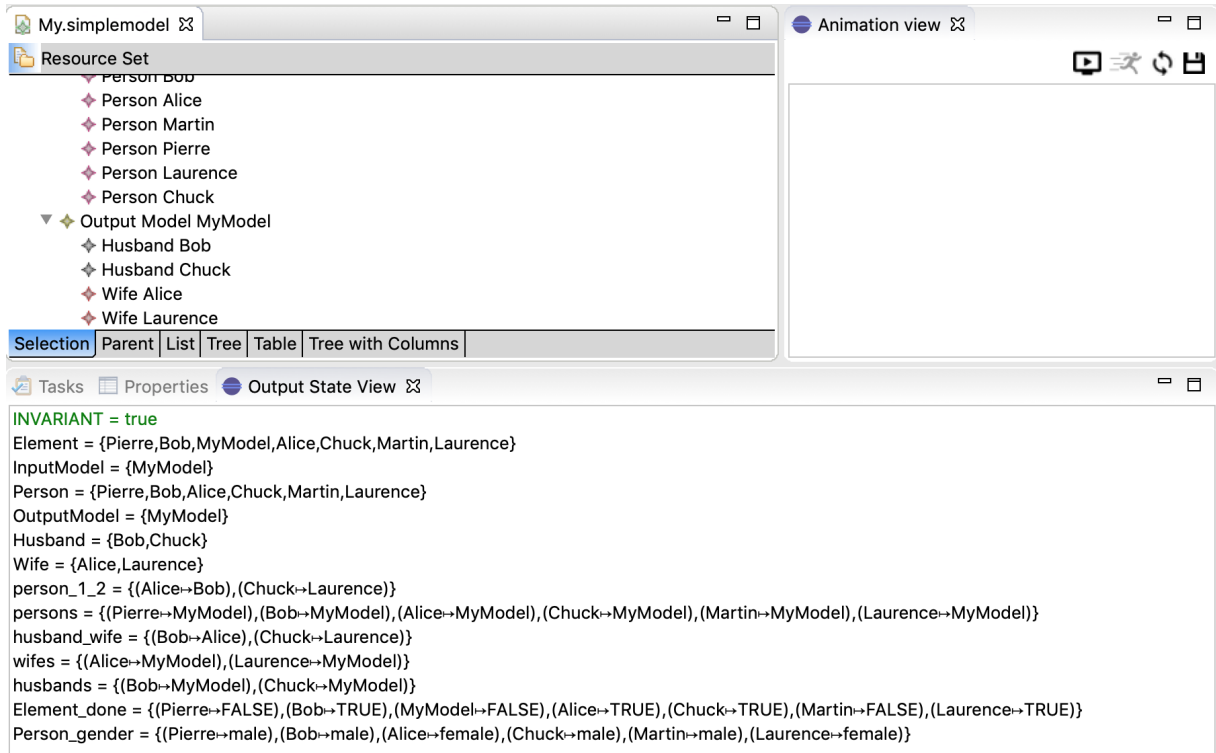 My.simplemodel
Animation view
Resource Set
Person Bob
Person Alice
Person Martin
Person Pierre
Person Laurence
Person Chuck
Output Model MyModel
Husband Bob
Husband Chuck
Wife Alice
Wife Laurence
Selection Parent List Tree Table Tree with Columns
Tasks Properties Output State View
INVARIANT = true
Element = {Pierre,Bob,MyModel,Alice,Chuck,Martin,Laurence}
InputModel = {MyModel}
Person = {Pierre,Bob,Alice,Chuck,Martin,Laurence}
OutputModel = {MyModel}
Husband = {Bob,Chuck}
Wife = {Alice,Laurence}
person_1_2 = {(Alice↦Bob),(Chuck↦Laurence)}
persons = {(Pierre↦MyModel),(Bob↦MyModel),(Alice↦MyModel),(Chuck↦MyModel),(Martin↦MyModel),(Laurence↦MyModel)}
husband_wife = {(Bob↦Alice),(Chuck↦Laurence)}
wifes = {(Alice↦MyModel),(Laurence↦MyModel)}
husbands = {(Bob↦MyModel),(Chuck↦MyModel)}
Element_done = {(Pierre↦FALSE),(Bob↦TRUE),(MyModel↦FALSE),(Alice↦TRUE),(Chuck↦TRUE),(Martin↦FALSE),(Laurence↦TRUE)}
Person_gender = {(Pierre↦male),(Bob↦male),(Alice↦female),(Chuck↦male),(Martin↦male),(Laurence↦female)}